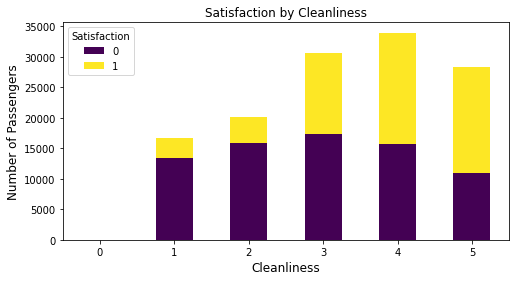 Satisfaction by Cleanliness
Satisfaction
0
1
Number of Passengers
35000
30000
25000
20000
15000
10000
5000
0
0 1 2 3 4 5
Cleanliness